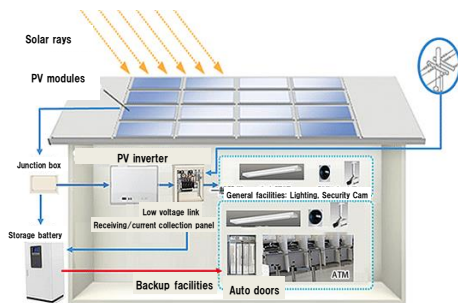 Solar rays
PV modules
Junction box
PV inverter
General facilities: Lighting, Security Cam
Low voltage link
Receiving/current collection panel
Storage battery
ATM
Backup facilities
Auto doors